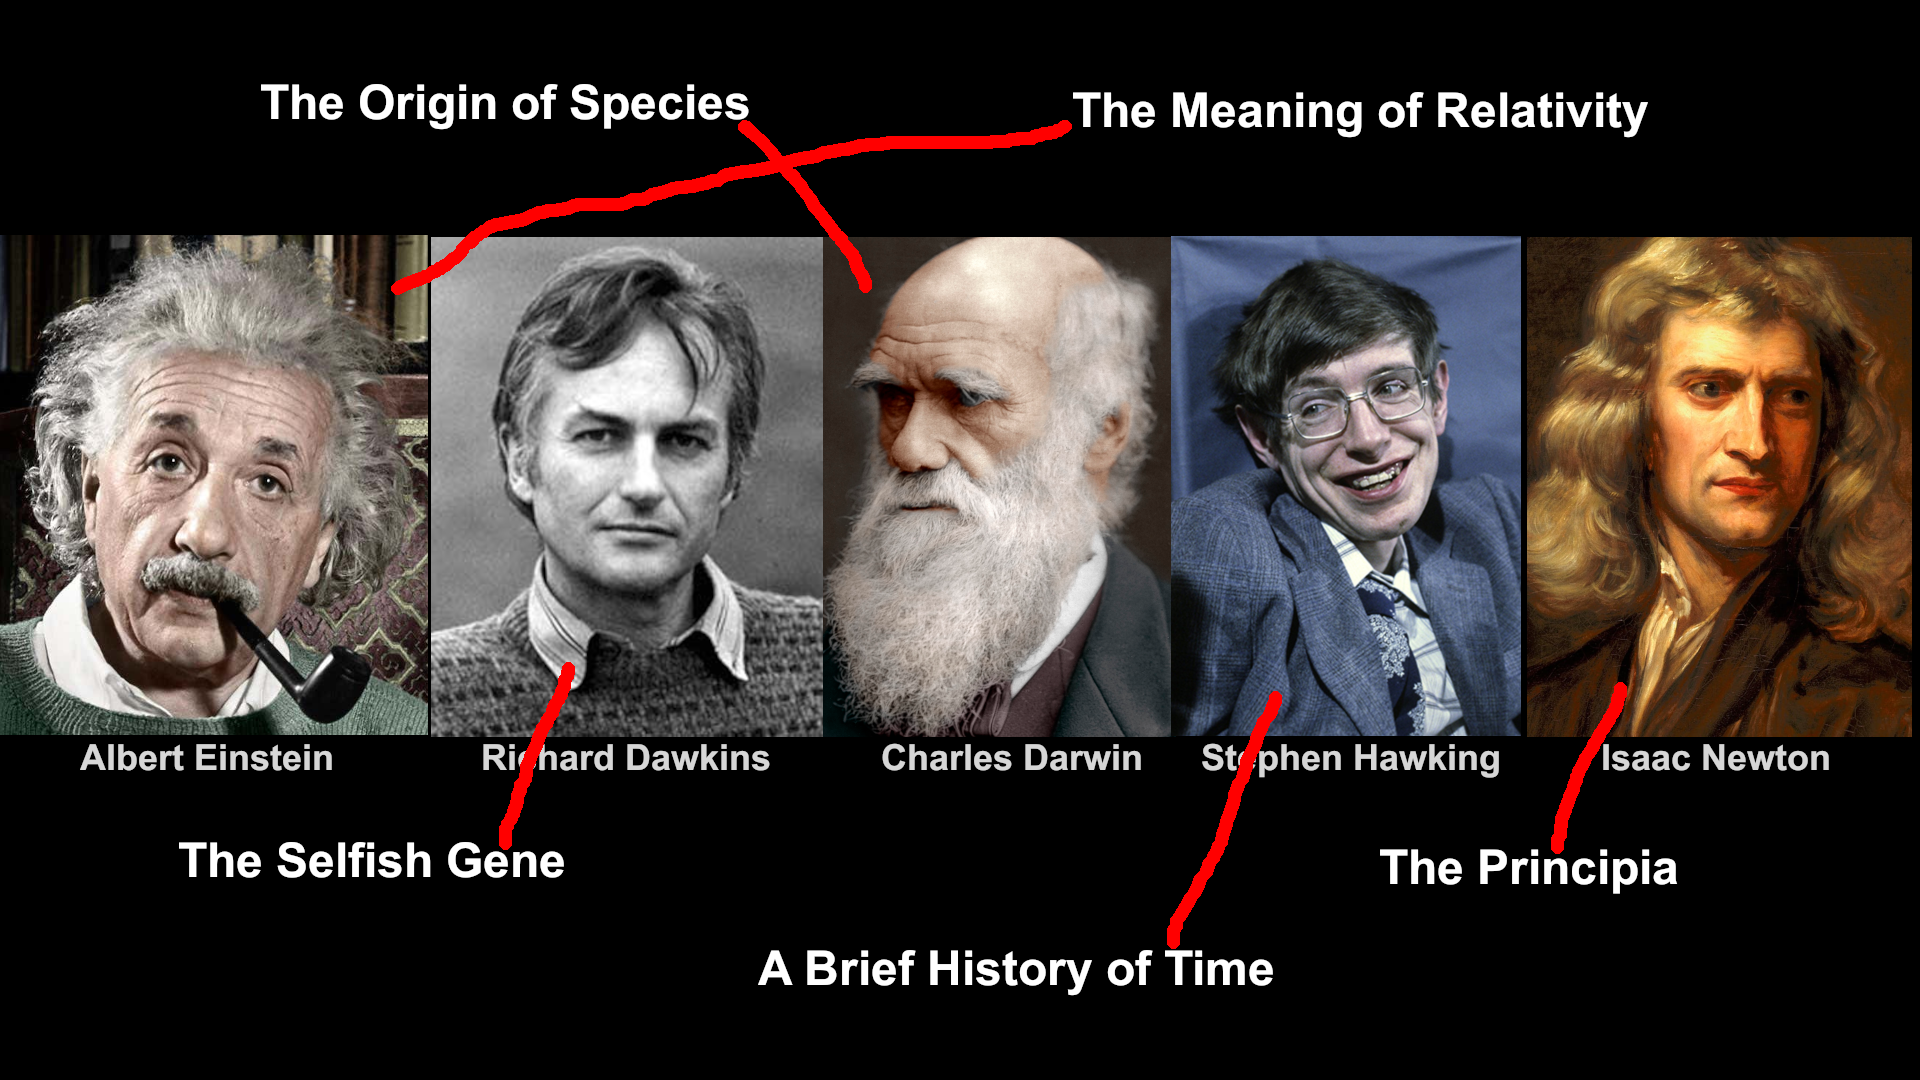 The Origin of Species
The Meaning of Relativity
Albert Einstein
Richard Dawkins
Charles Darwin
Stephen Hawking
Isaac Newton
The Selfish Gene
The Principia
A Brief History of Time